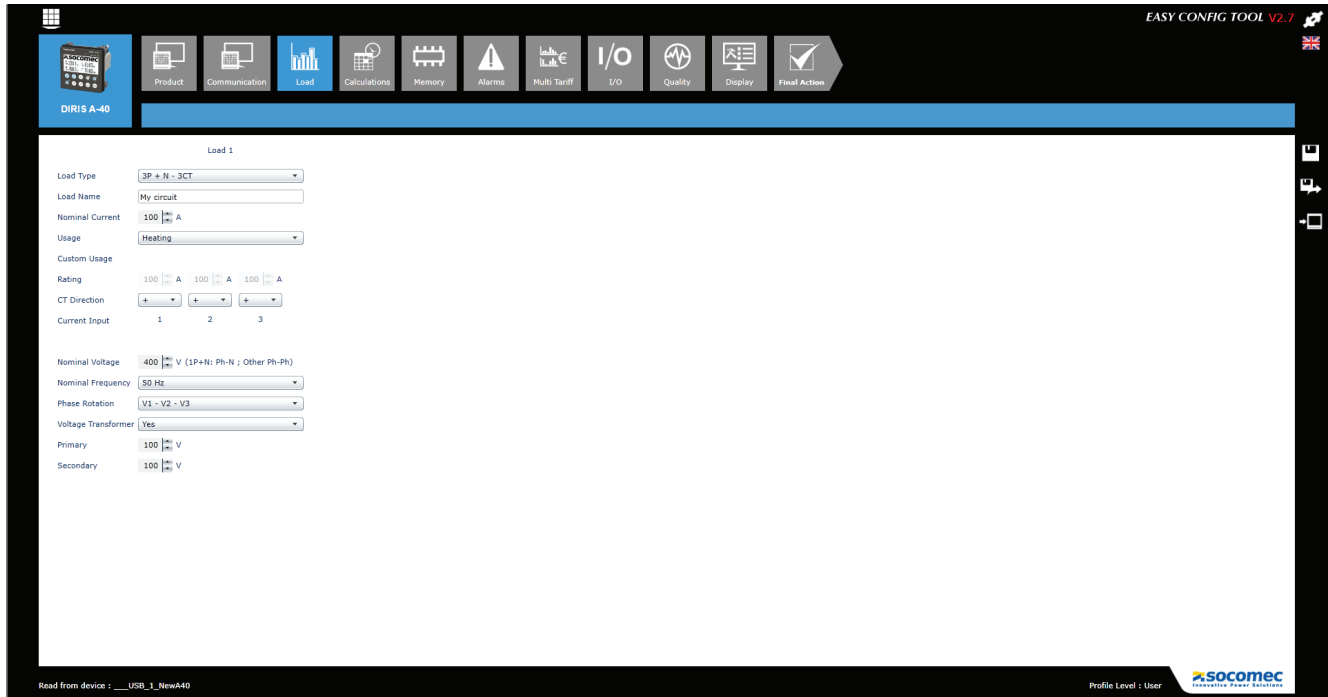 EASY CONFIG TOOL V2.7
Product Communication Load Calculations Memory Alarms Multi Tariff I/O I/O Quality Display Final Action
DIRIS A-40
Load 1
Load Type 3P + N - 3CT
Load Name My circuit
Nominal Current 100 A
Usage Heating
Custom Usage
Rating 100 A 100 A 100 A
CT Direction + + +
Current Input 1 2 3
Nominal Voltage 400 V (1P+N: Ph-N ; Other Ph-Ph)
Nominal Frequency 50 Hz
Phase Rotation V1 - V2 - V3
Voltage Transformer Yes
Primary 100 V
Secondary 100 V
Read from device : ___USB_1_NewA40
Profile Level : User
socomec
Innovative Power Solutions